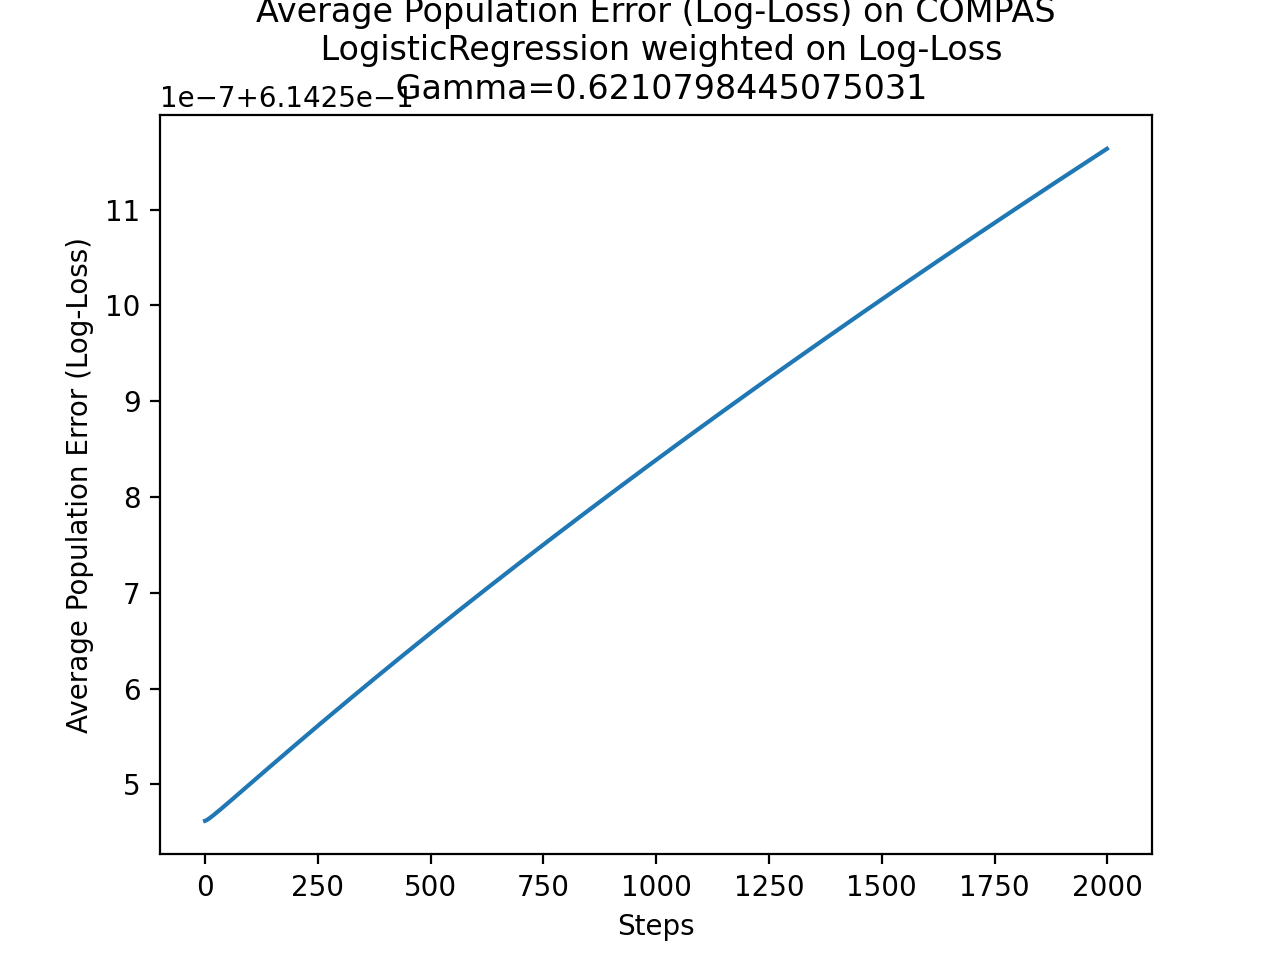 Average Population Error (Log-Loss) on COMPAS
LogisticRegression weighted on Log-Loss
Gamma=0.6210798445075031
1e−7+6.1425e−1
Average Population Error (Log-Loss)
11
10
9
8
7
6
5
0 250 500 750 1000 1250 1500 1750 2000
Steps